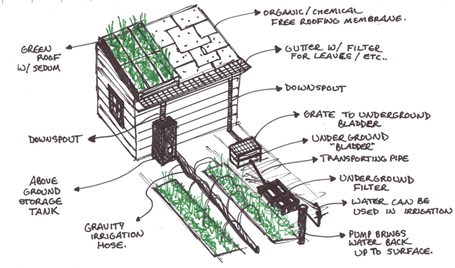 ORGANIC/CHEMICAL
FREE ROOFING MEMBRANE.
GREEN
ROOF
W/ SEDUM
GUTTER W/ FILTER
FOR LEAVES / ETC..
DOWNSPOUT
GRATE TO UNDERGROUND
BLADDER
DOWNSPOUT
UNDERGROUND
"BLADDER"
TRANSPORTING PIPE
ABOVE
GROUND
STORAGE
TANK
UNDERGROUND
FILTER
WATER CAN BE
USED IN IRRIGATION
GRAVITY
IRRIGATION
HOSE.
PUMP BRINGS
WATER BACK
UP TO SURFACE.